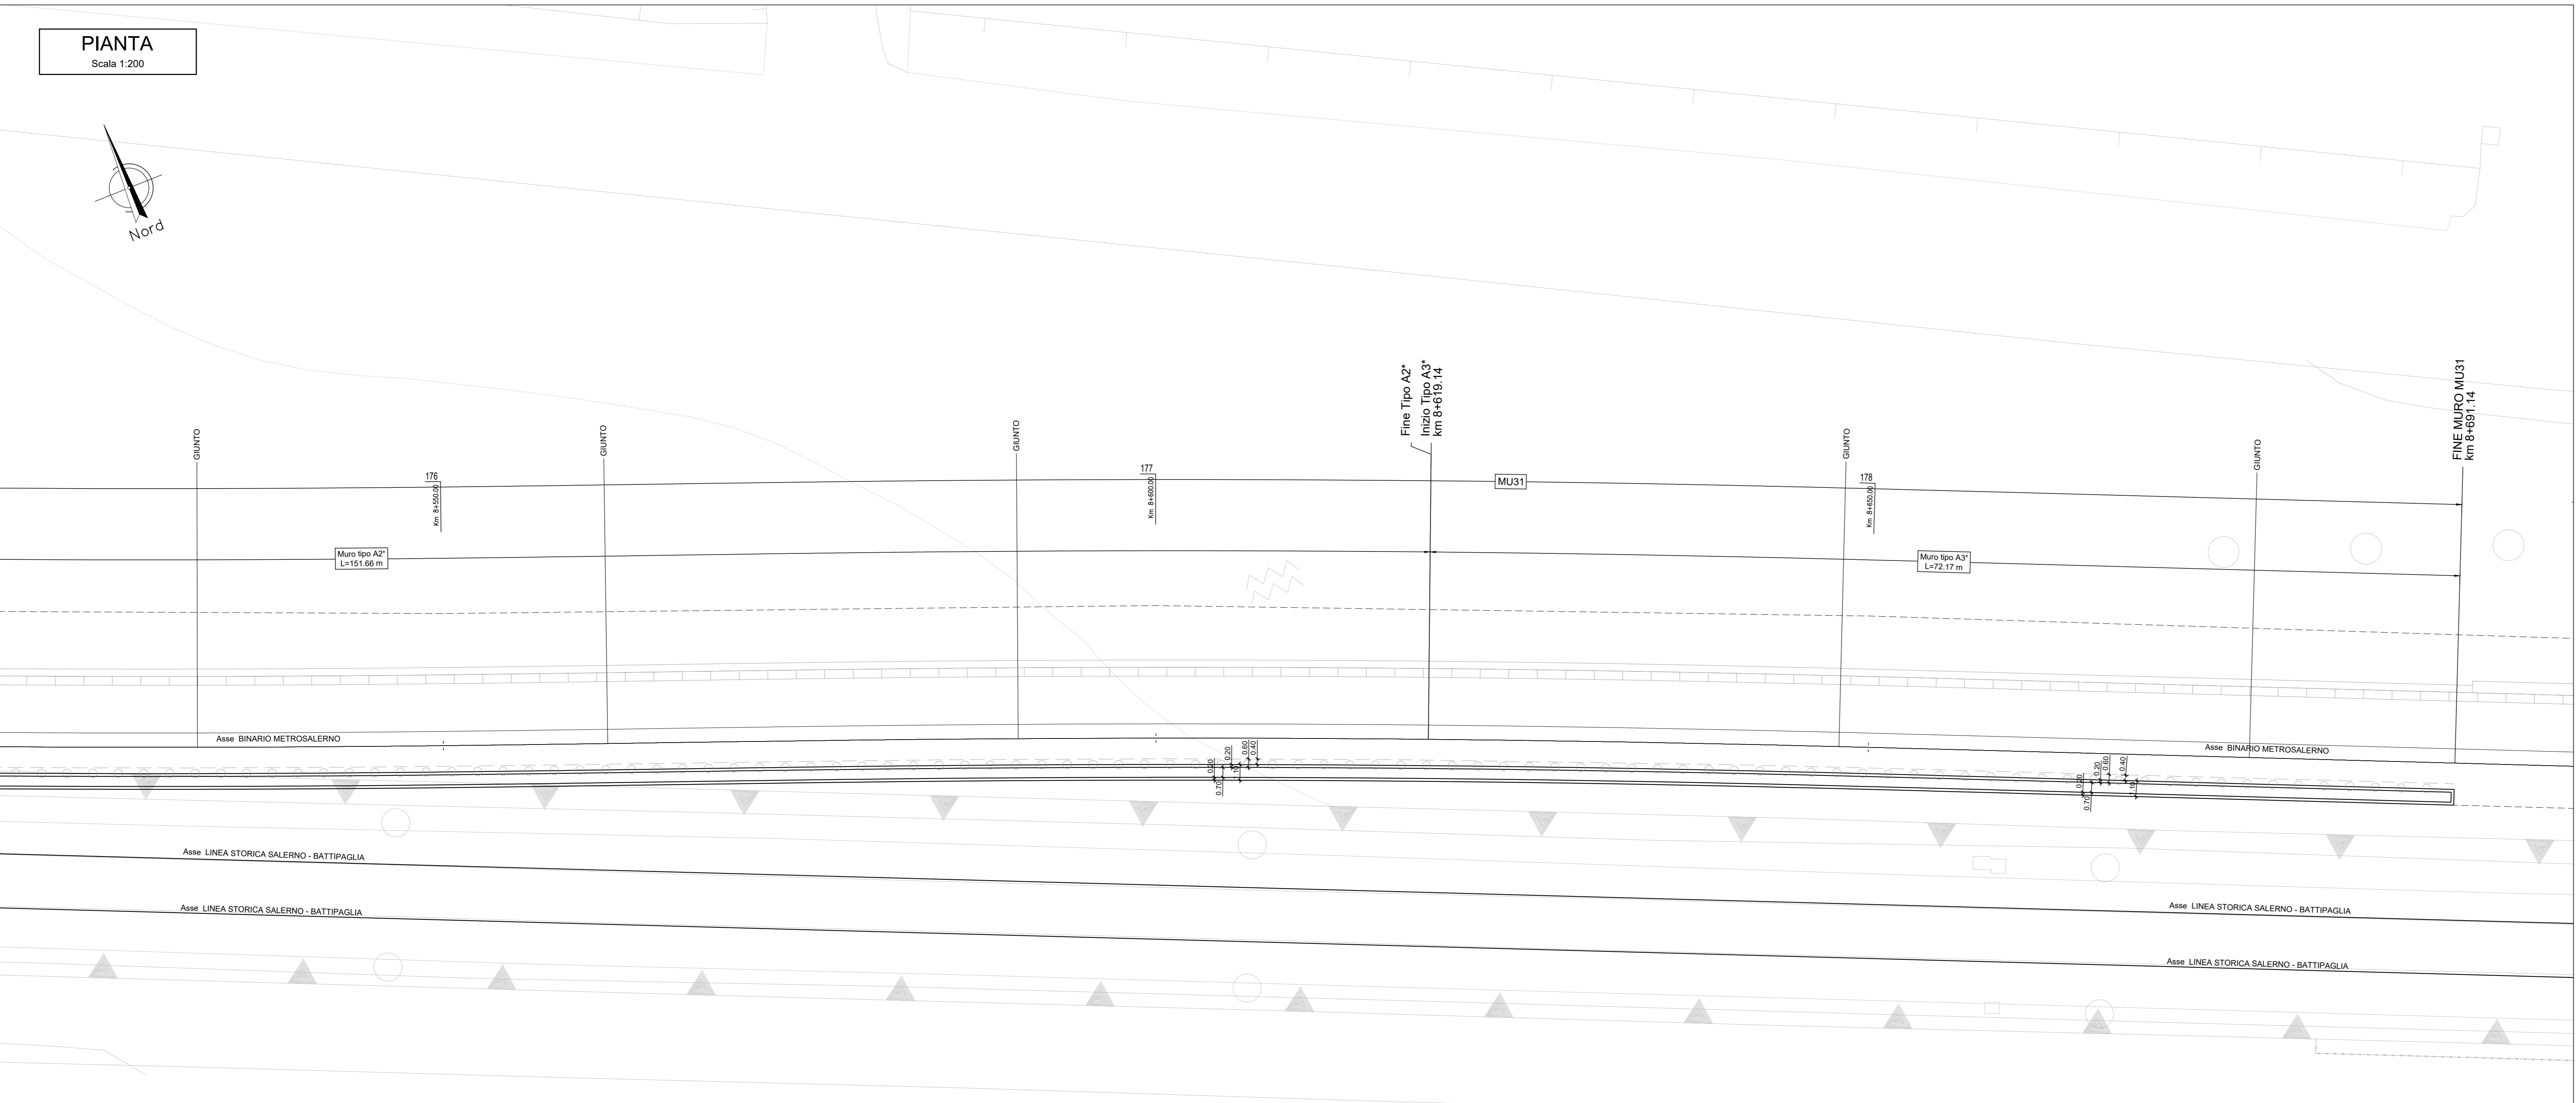 PIANTA
Scala 1:200
Nord
GIUNTO
GIUNTO
GIUNTO
Fine Tipo A2*
Inizio Tipo A3*
km 8+619.14
GIUNTO
GIUNTO
FINE MURO MU31
km 8+691.14
176
Km 8+550.00
177
Km 8+600.00
MU31
178
Km 8+650.00
Muro tipo A2*
L=151.66 m
Muro tipo A3*
L=72.17 m
Asse BINARIO METROSALERNO
Asse BINARIO METROSALERNO
0.20
0.70
0.20
0.60
0.40
0.20
0.70
0.20
0.60
0.40
1.10
Asse LINEA STORICA SALERNO - BATTIPAGLIA
Asse LINEA STORICA SALERNO - BATTIPAGLIA
Asse LINEA STORICA SALERNO - BATTIPAGLIA
Asse LINEA STORICA SALERNO - BATTIPAGLIA